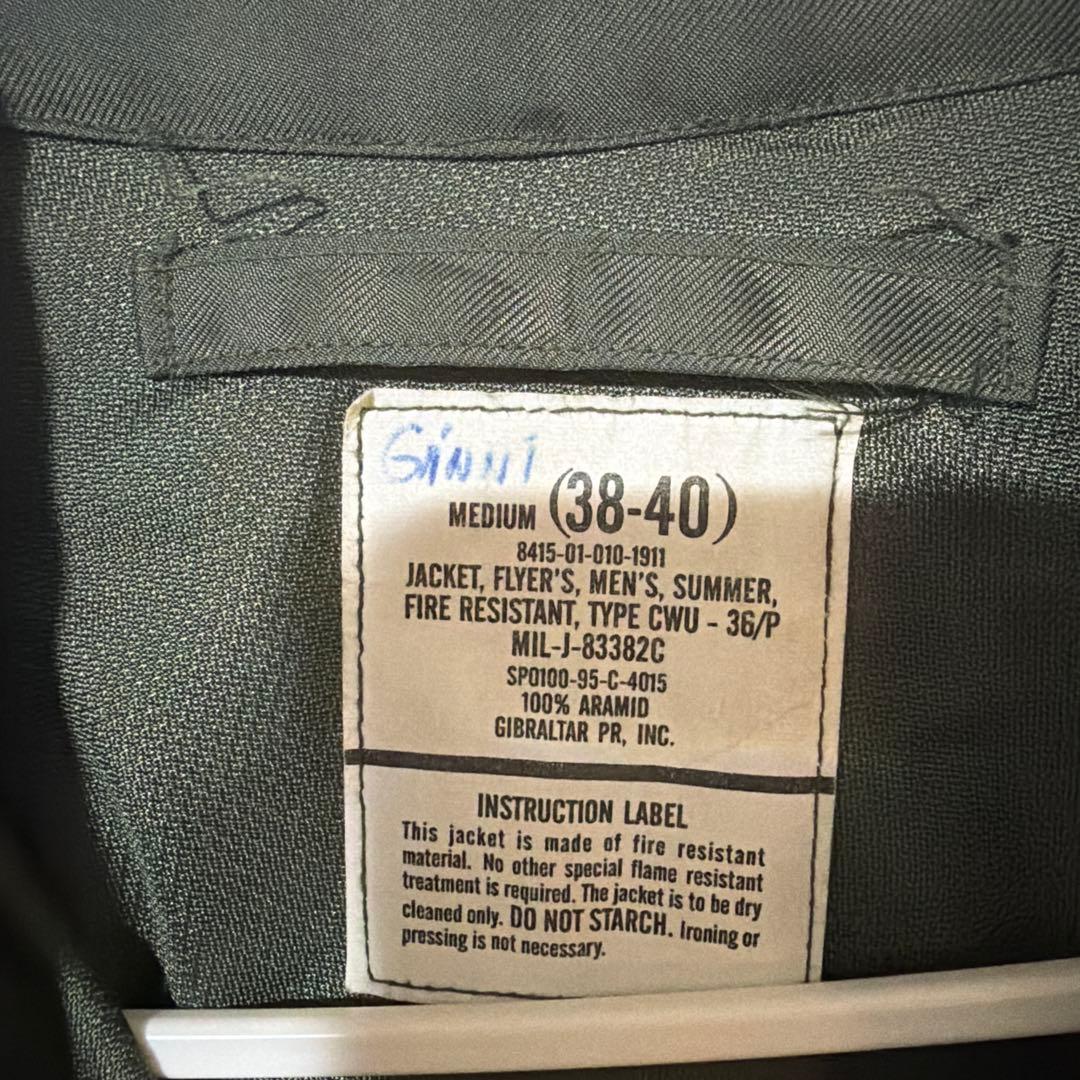 GiNNi
MEDIUM (38-40)
8415-01-010-1911
JACKET, FLYER'S, MEN'S, SUMMER,
FIRE RESISTANT, TYPE CWU - 36/P
MIL-J-83382C
SP0100-95-C-4015
100% ARAMID
GIBRALTAR PR, INC.
INSTRUCTION LABEL
This jacket is made of fire resistant
material. No other special flame resistant
treatment is required. The jacket is to be dry
cleaned only. DO NOT STARCH. Ironing or
pressing is not necessary.